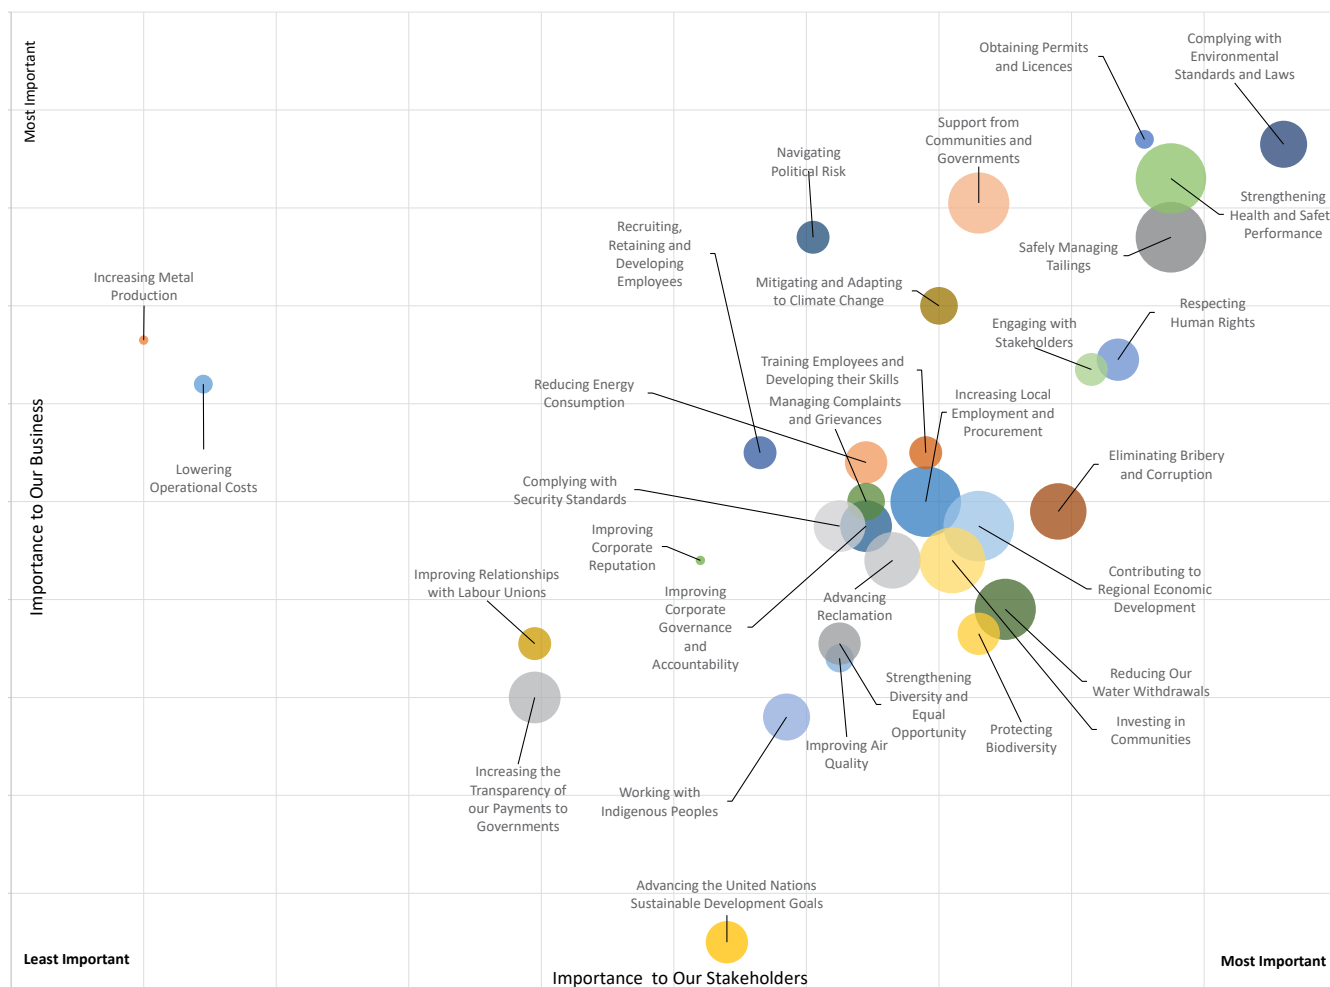 Most Important
Importance to Our Business
Complying with
Environmental
Standards and Laws
Obtaining Permits
and Licences
Support from
Communities and
Governments
Navigating
Political Risk
Strengthening
Health and Safet
Performance
Recruiting,
Retaining and
Developing
Employees
Safely Managing
Tailings
Increasing Metal
Production
Mitigating and Adapting
to Climate Change
Respecting
Human Rights
Engaging with
Stakeholders
Training Employees and
Developing their Skills
Reducing Energy
Consumption
Managing Complaints
and Grievances
Increasing Local
Employment and
Procurement
Lowering
Operational Costs
Eliminating Bribery
and Corruption
Complying with
Security Standards
Improving
Corporate
Reputation
Improving Relationships
with Labour Unions
Contributing to
Regional Economic
Development
Improving
Corporate
Governance
and
Accountability
Advancing
Reclamation
Strengthening
Diversity and
Equal
Opportunity
Reducing Our
Water Withdrawals
Protecting
Biodiversity
Investing in
Communities
Improving Air
Quality
Increasing the
Transparency of
our Payments to
Governments
Working with
Indigenous Peoples
Advancing the United Nations
Sustainable Development Goals
Least Important
Importance to Our Stakeholders
Most Important